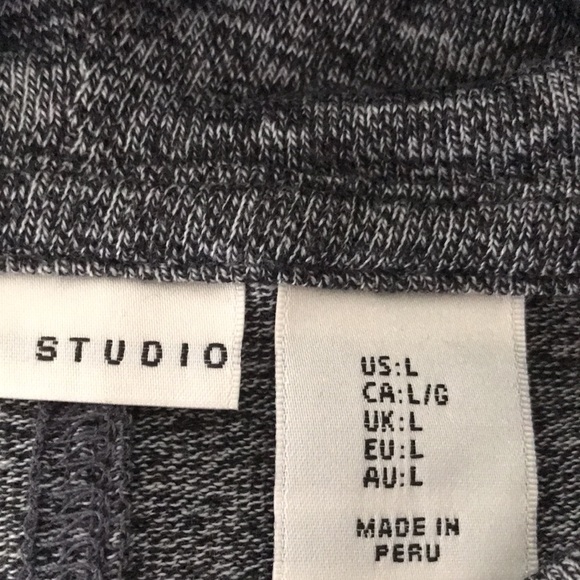 STUDIO
US:L
CA:L/G
UK:L
EU:L
AU:L
MADE IN
PERU